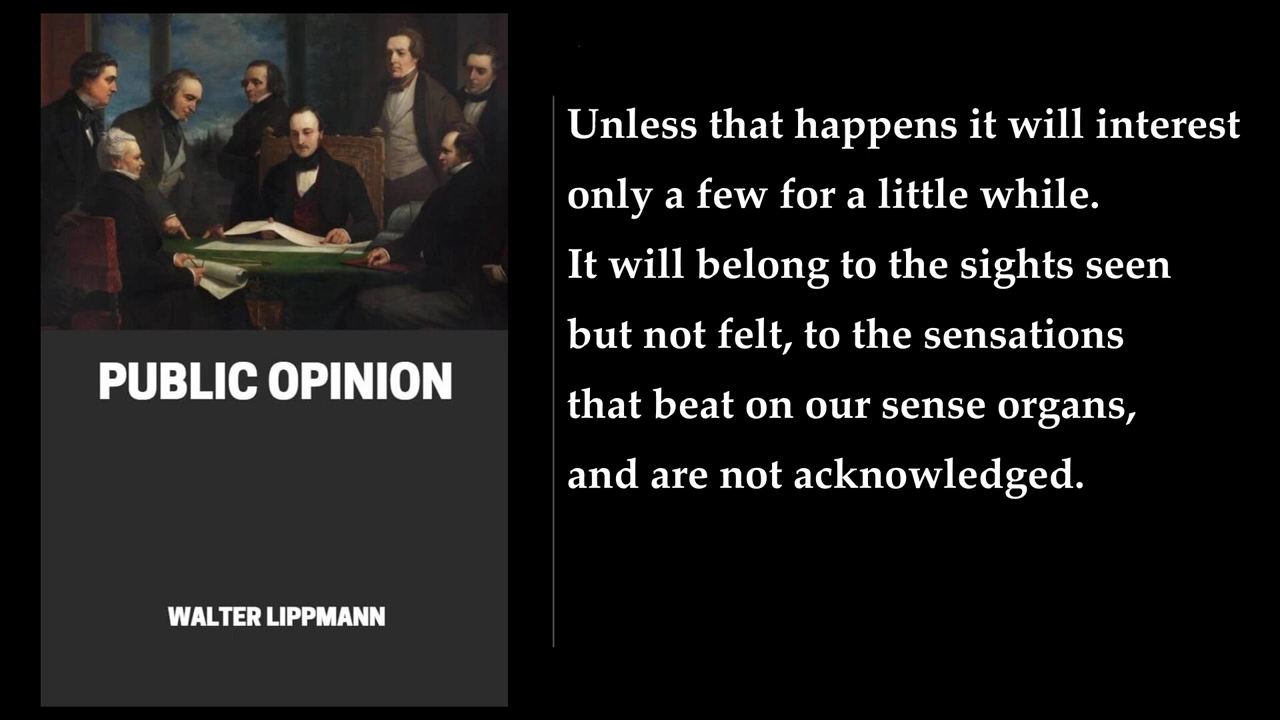 PUBLIC OPINION
WALTER LIPPMANN
Unless that happens it will interest
only a few for a little while.
It will belong to the sights seen
but not felt, to the sensations
that beat on our sense organs,
and are not acknowledged.